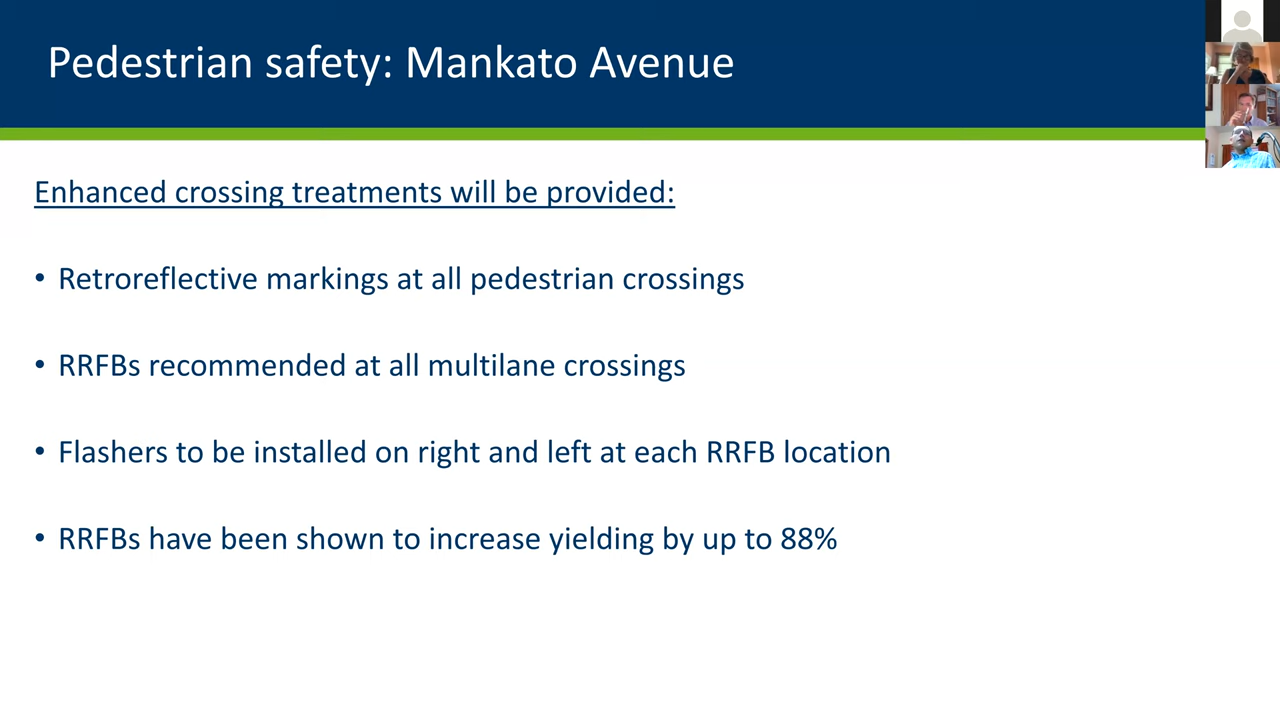 Pedestrian safety: Mankato Avenue
Enhanced crossing treatments will be provided:
• Retroreflective markings at all pedestrian crossings
• RRFBs recommended at all multilane crossings
• Flashers to be installed on right and left at each RRFB location
• RRFBs have been shown to increase yielding by up to 88%